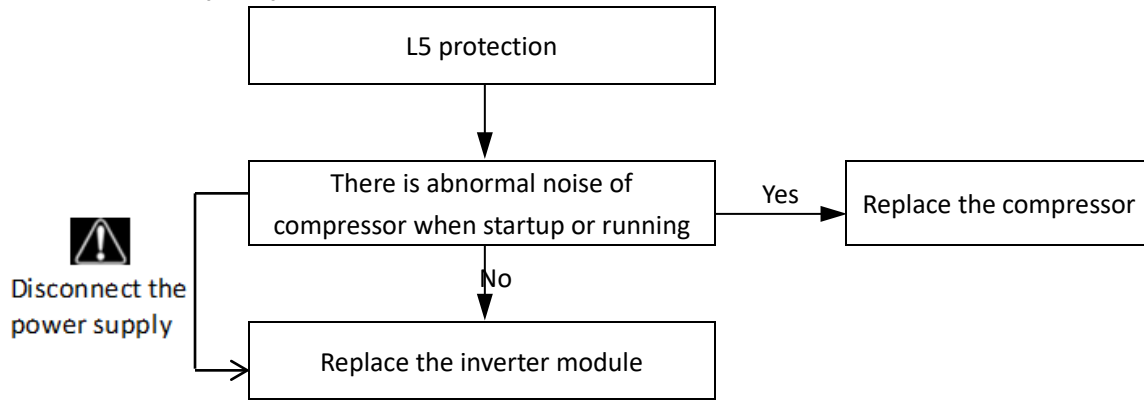 L5 protection
There is abnormal noise of
compressor when startup or running
Yes
Replace the compressor
No
Disconnect the
power supply
Replace the inverter module